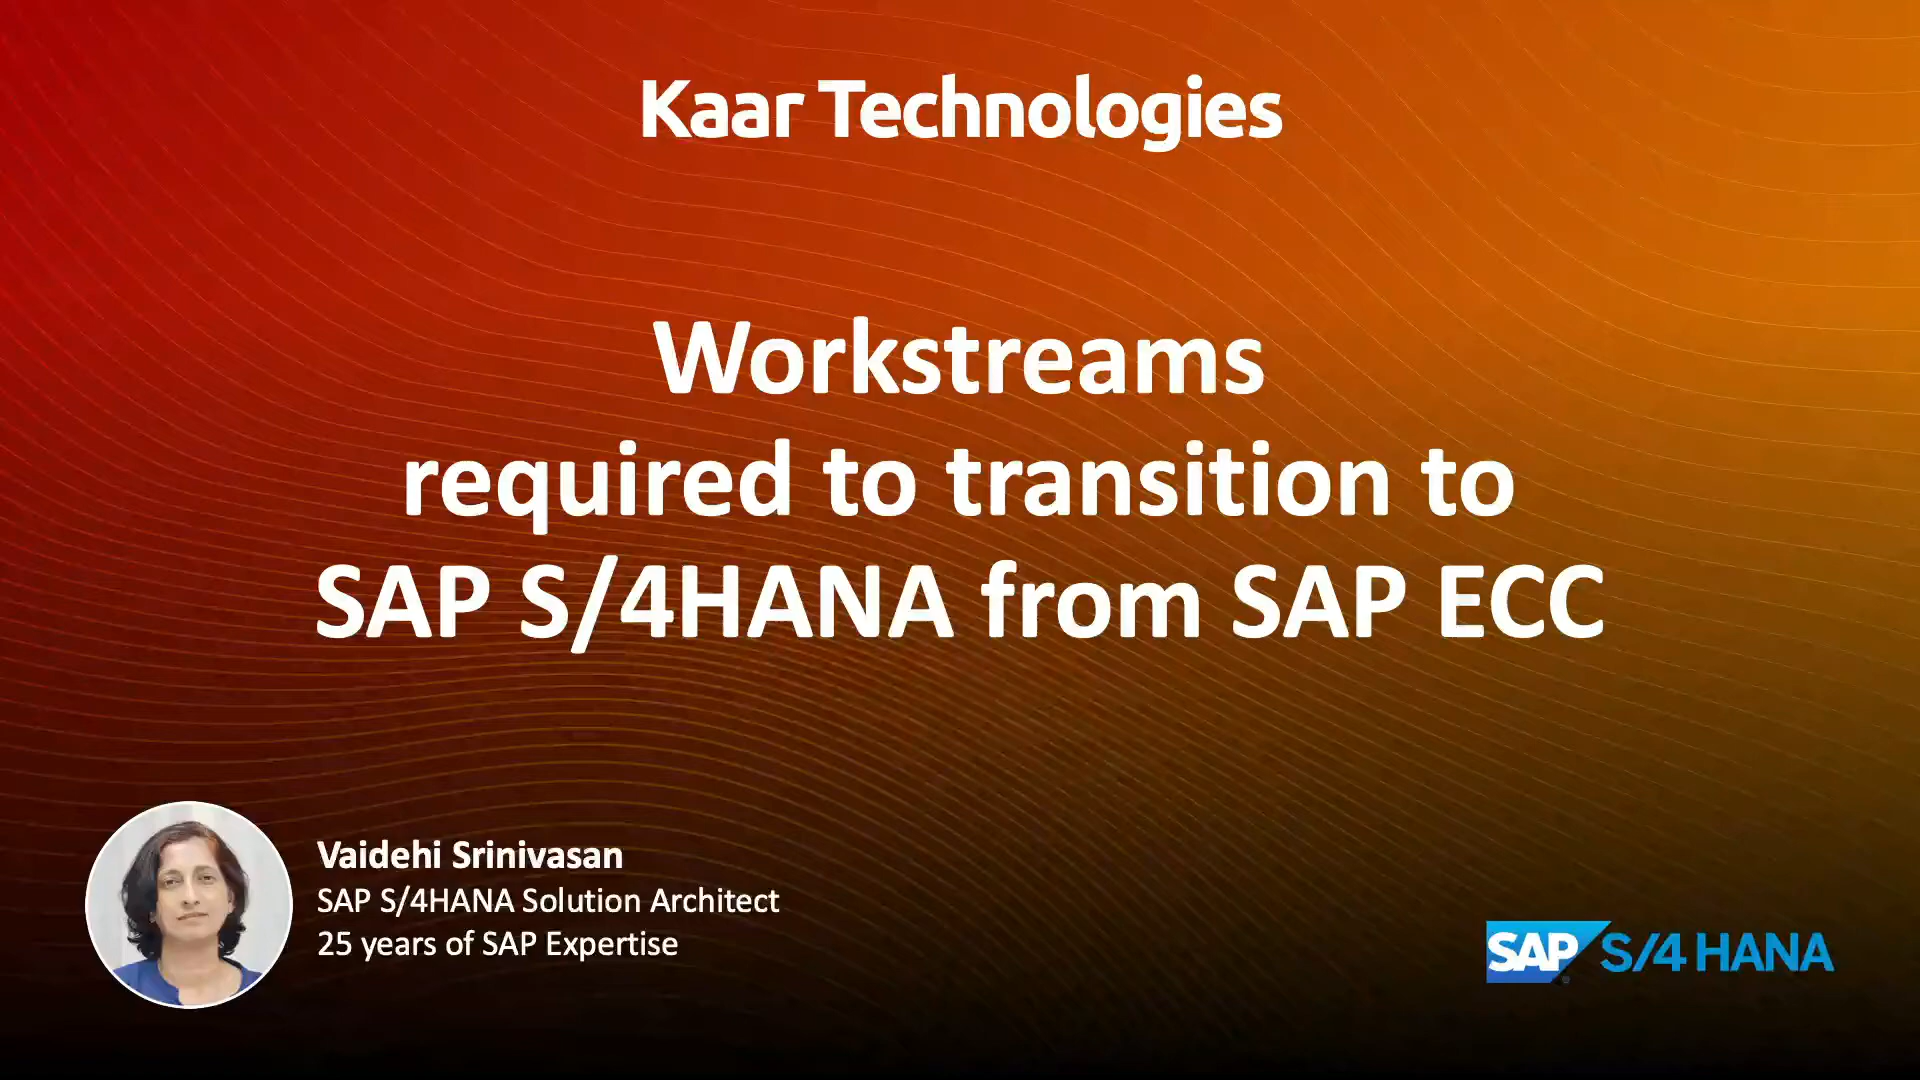 Kaar Technologies
Workstreams
required to transition to
SAP S/4HANA from SAP ECC
Vaidehi Srinivasan
SAP S/4HANA Solution Architect
25 years of SAP Expertise
SAP S/4 HANA